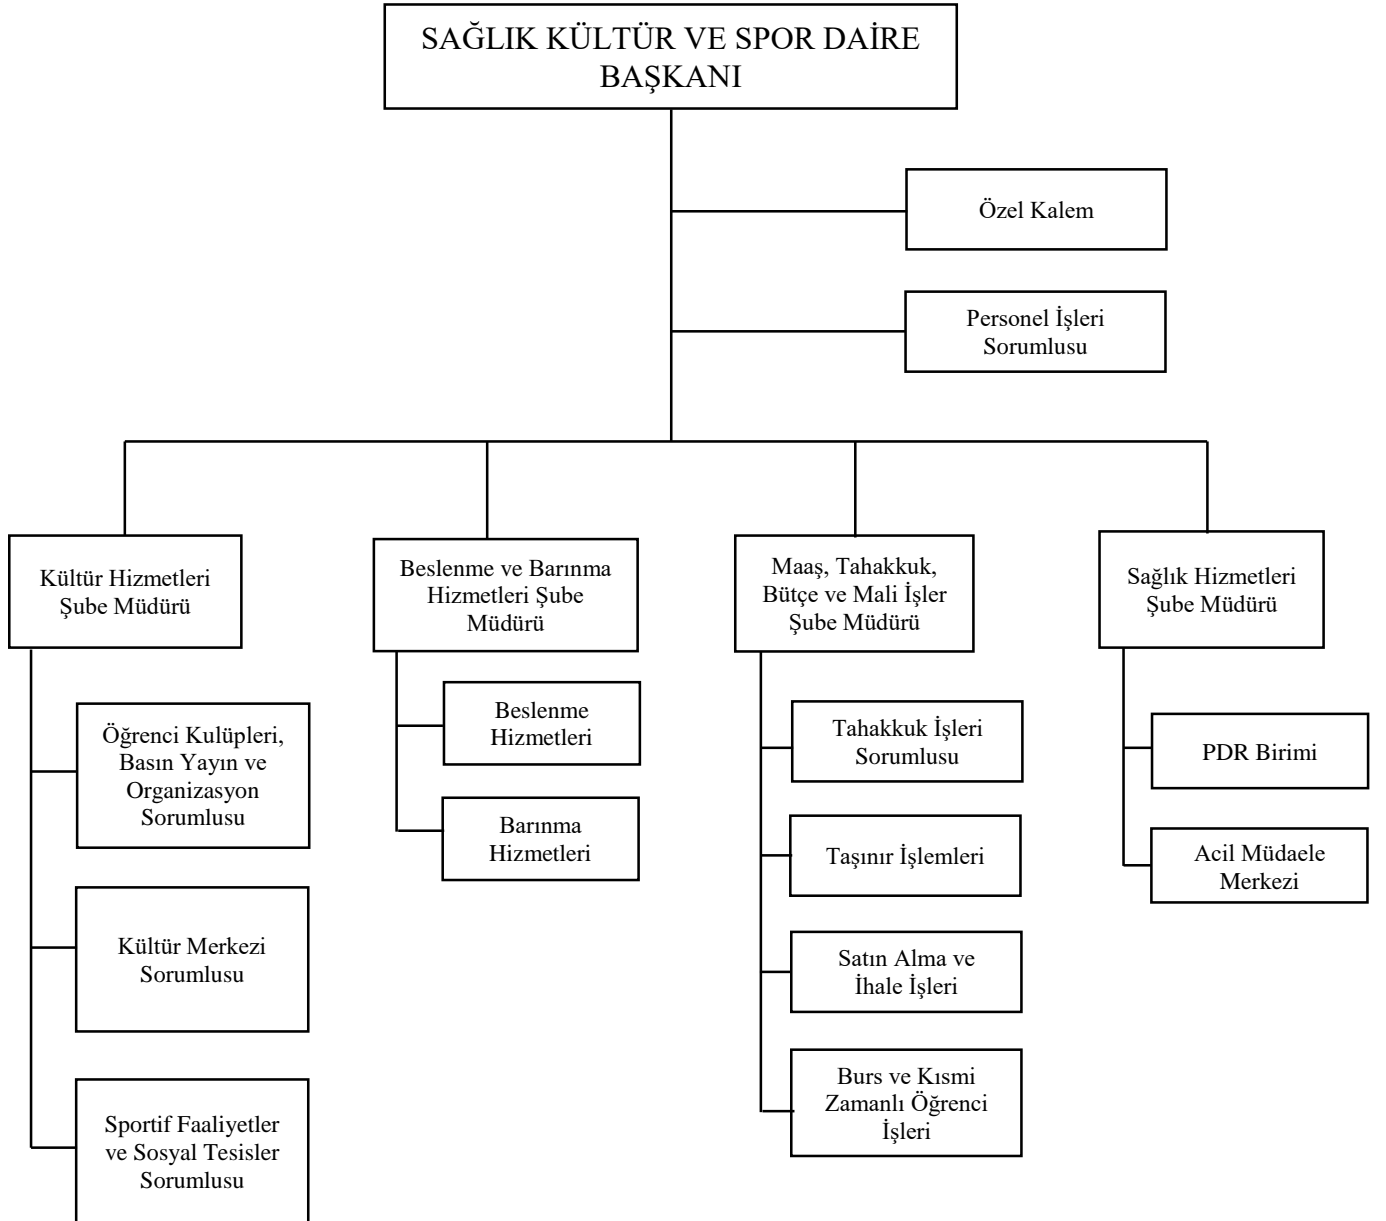 SAĞLIK KÜLTÜR VE SPOR DAİRE
BAŞKANI
Özel Kalem
Personel İşleri
Sorumlusu
Kültür Hizmetleri
Şube Müdürü
Beslenme ve Barınma
Hizmetleri Şube
Müdürü
Maaş, Tahakkuk,
Bütçe ve Mali İşler
Şube Müdürü
Sağlık Hizmetleri
Şube Müdürü
Öğrenci Kulüpleri,
Basın Yayın ve
Organizasyon
Sorumlusu
Kültür Merkezi
Sorumlusu
Sportif Faaliyetler
ve Sosyal Tesisler
Sorumlusu
Beslenme
Hizmetleri
Barınma
Hizmetleri
Tahakkuk İşleri
Sorumlusu
Taşınır İşlemleri
Satın Alma ve
İhale İşleri
Burs ve Kısmi
Zamanlı Öğrenci
İşleri
PDR Birimi
Acil Müdaele
Merkezi